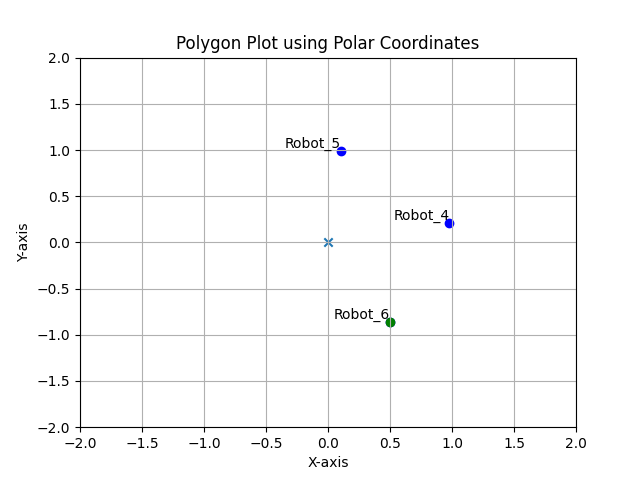 Polygon Plot using Polar Coordinates
2.0
1.5
1.0
0.5
0.0
−0.5
−1.0
−1.5
−2.0
Y-axis
Robot_5
Robot_4
Robot_6
−2.0 −1.5 −1.0 −0.5 0.0 0.5 1.0 1.5 2.0
X-axis